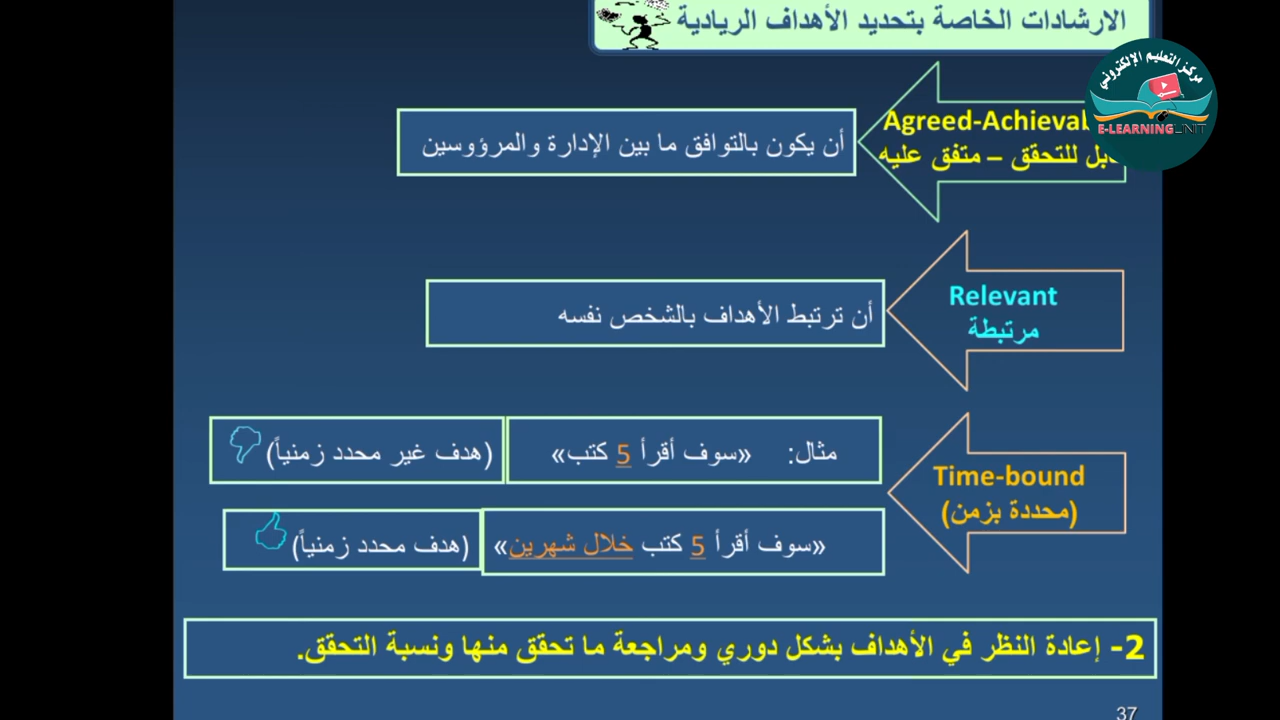 الارشادات الخاصة بتحديد الأهداف الريادية
مركز التعليم الإلكتروني
E-LEARNING UNIT
Agreed-Achievab
للتحقق – متفق عليه
أن يكون بالتوافق ما بين الإدارة والمرؤوسين
Relevant
مرتبطة
أن ترتبط الأهداف بالشخص نفسه
Time-bound
(محددة بزمن)
مثال: «سوف أقرأ 5 كتب» (هدف غير محدد زمنياً)
«سوف أقرأ 5 كتب خلال شهرين» (هدف محدد زمنياً)
2- إعادة النظر في الأهداف بشكل دوري ومراجعة ما تحقق منها ونسبة التحقق.
37